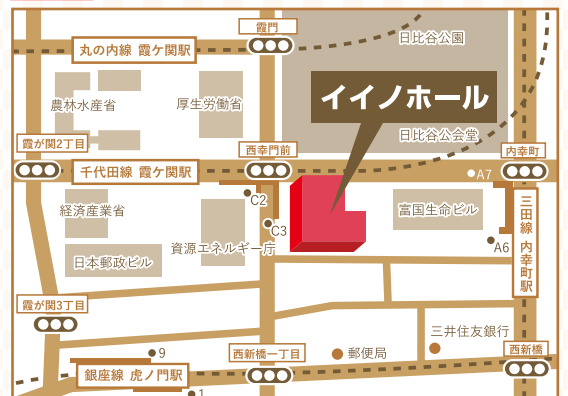 霞門
丸の内線 霞ケ関駅
日比谷公園
農林水産省
厚生労働省
イイノホール
日比谷公会堂
霞が関2丁目
西幸門前
内幸町
千代田線 霞ケ関駅
A7
C2
経済産業省
富国生命ビル
三田線 内幸町駅
C3
A6
資源エネルギー庁
日本郵政ビル
霞が関3丁目
三井住友銀行
9
西新橋一丁目
郵便局
西新橋
銀座線 虎ノ門駅
1